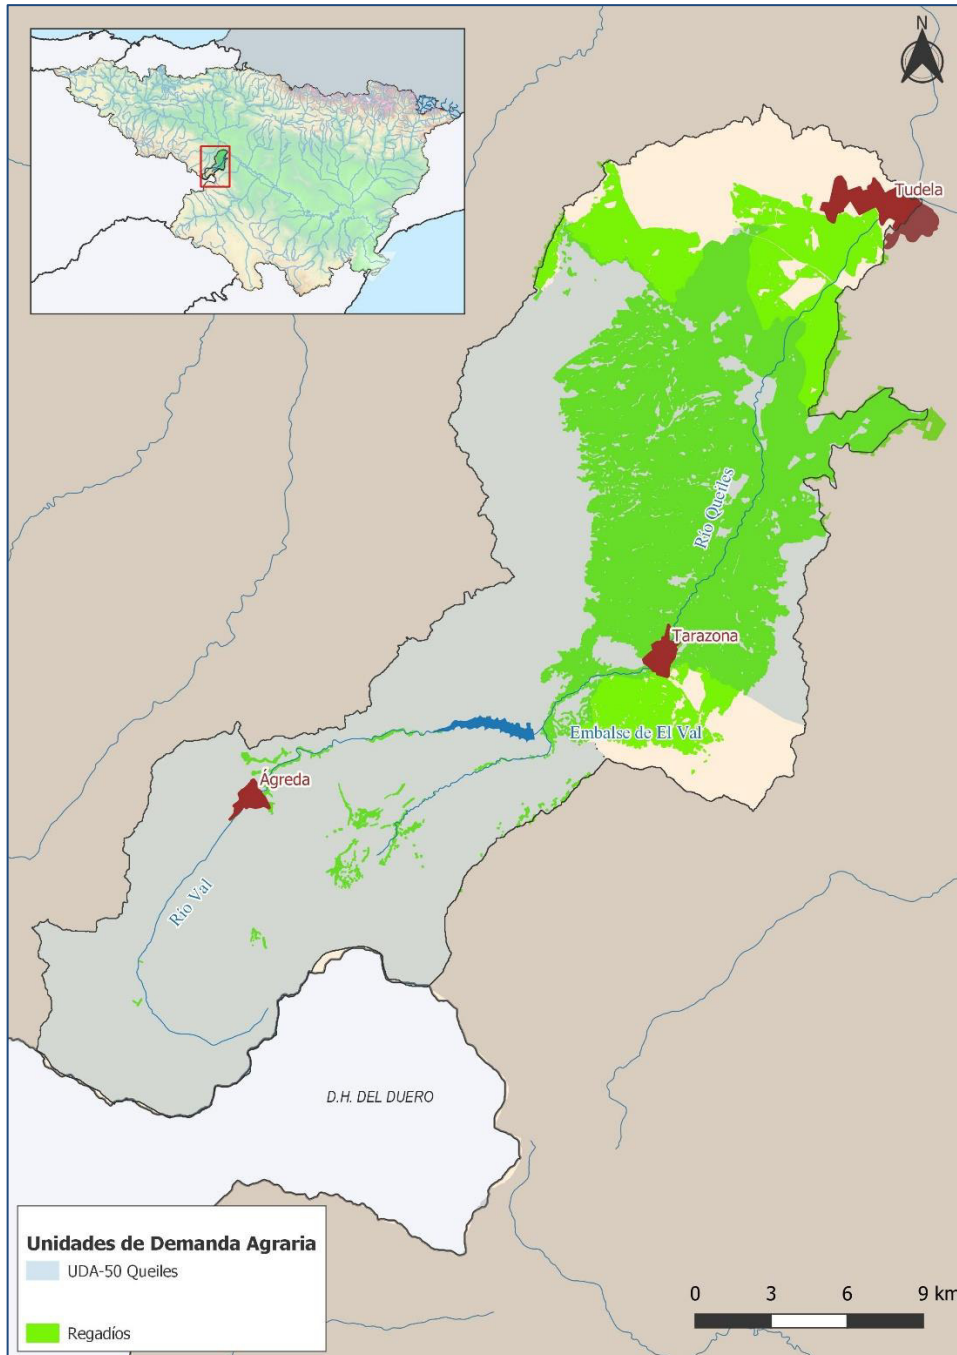 N
Tudela
Río Queiles
Tarazona
Embalse de El Val
Ágreda
Río Val
D.H. DEL DUERO
Unidades de Demanda Agraria
UDA-50 Queiles
Regadíos
0 3 6 9 km